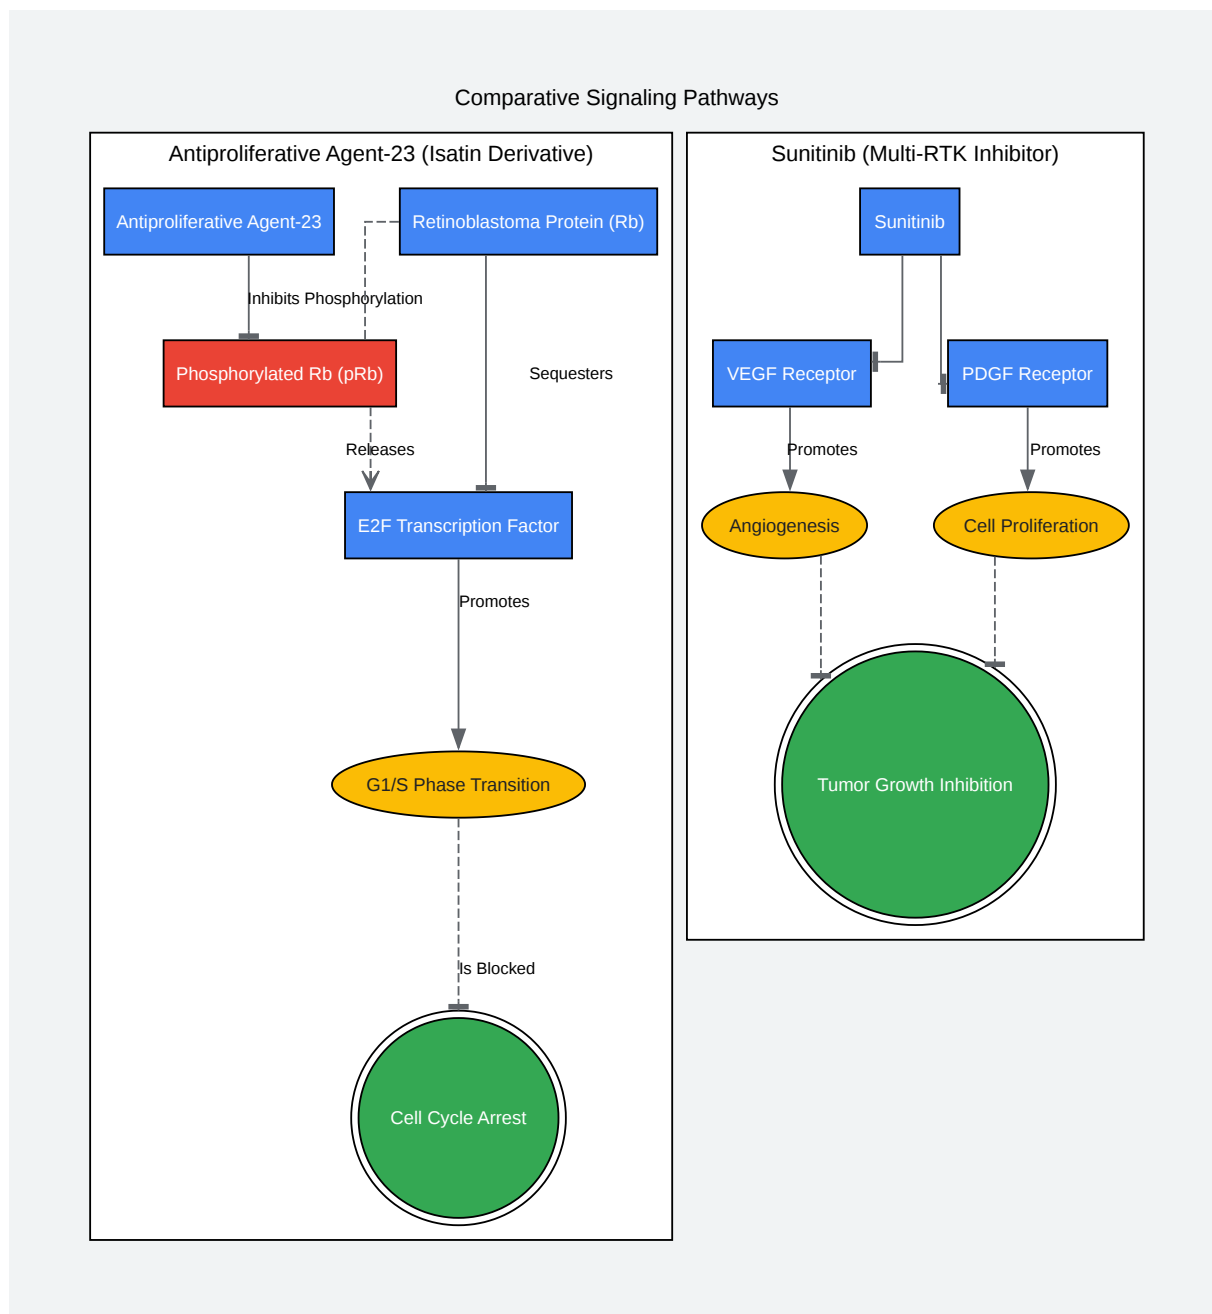 Comparative Signaling Pathways
Antiproliferative Agent-23 (Isatin Derivative)
Antiproliferative Agent-23
Retinoblastoma Protein (Rb)
Inhibits Phosphorylation
Phosphorylated Rb (pRb)
Sequesters
Releases
E2F Transcription Factor
Promotes
G1/S Phase Transition
Is Blocked
Cell Cycle Arrest
Sunitinib (Multi-RTK Inhibitor)
Sunitinib
VEGF Receptor
PDGF Receptor
Promotes
Promotes
Angiogenesis
Cell Proliferation
Tumor Growth Inhibition